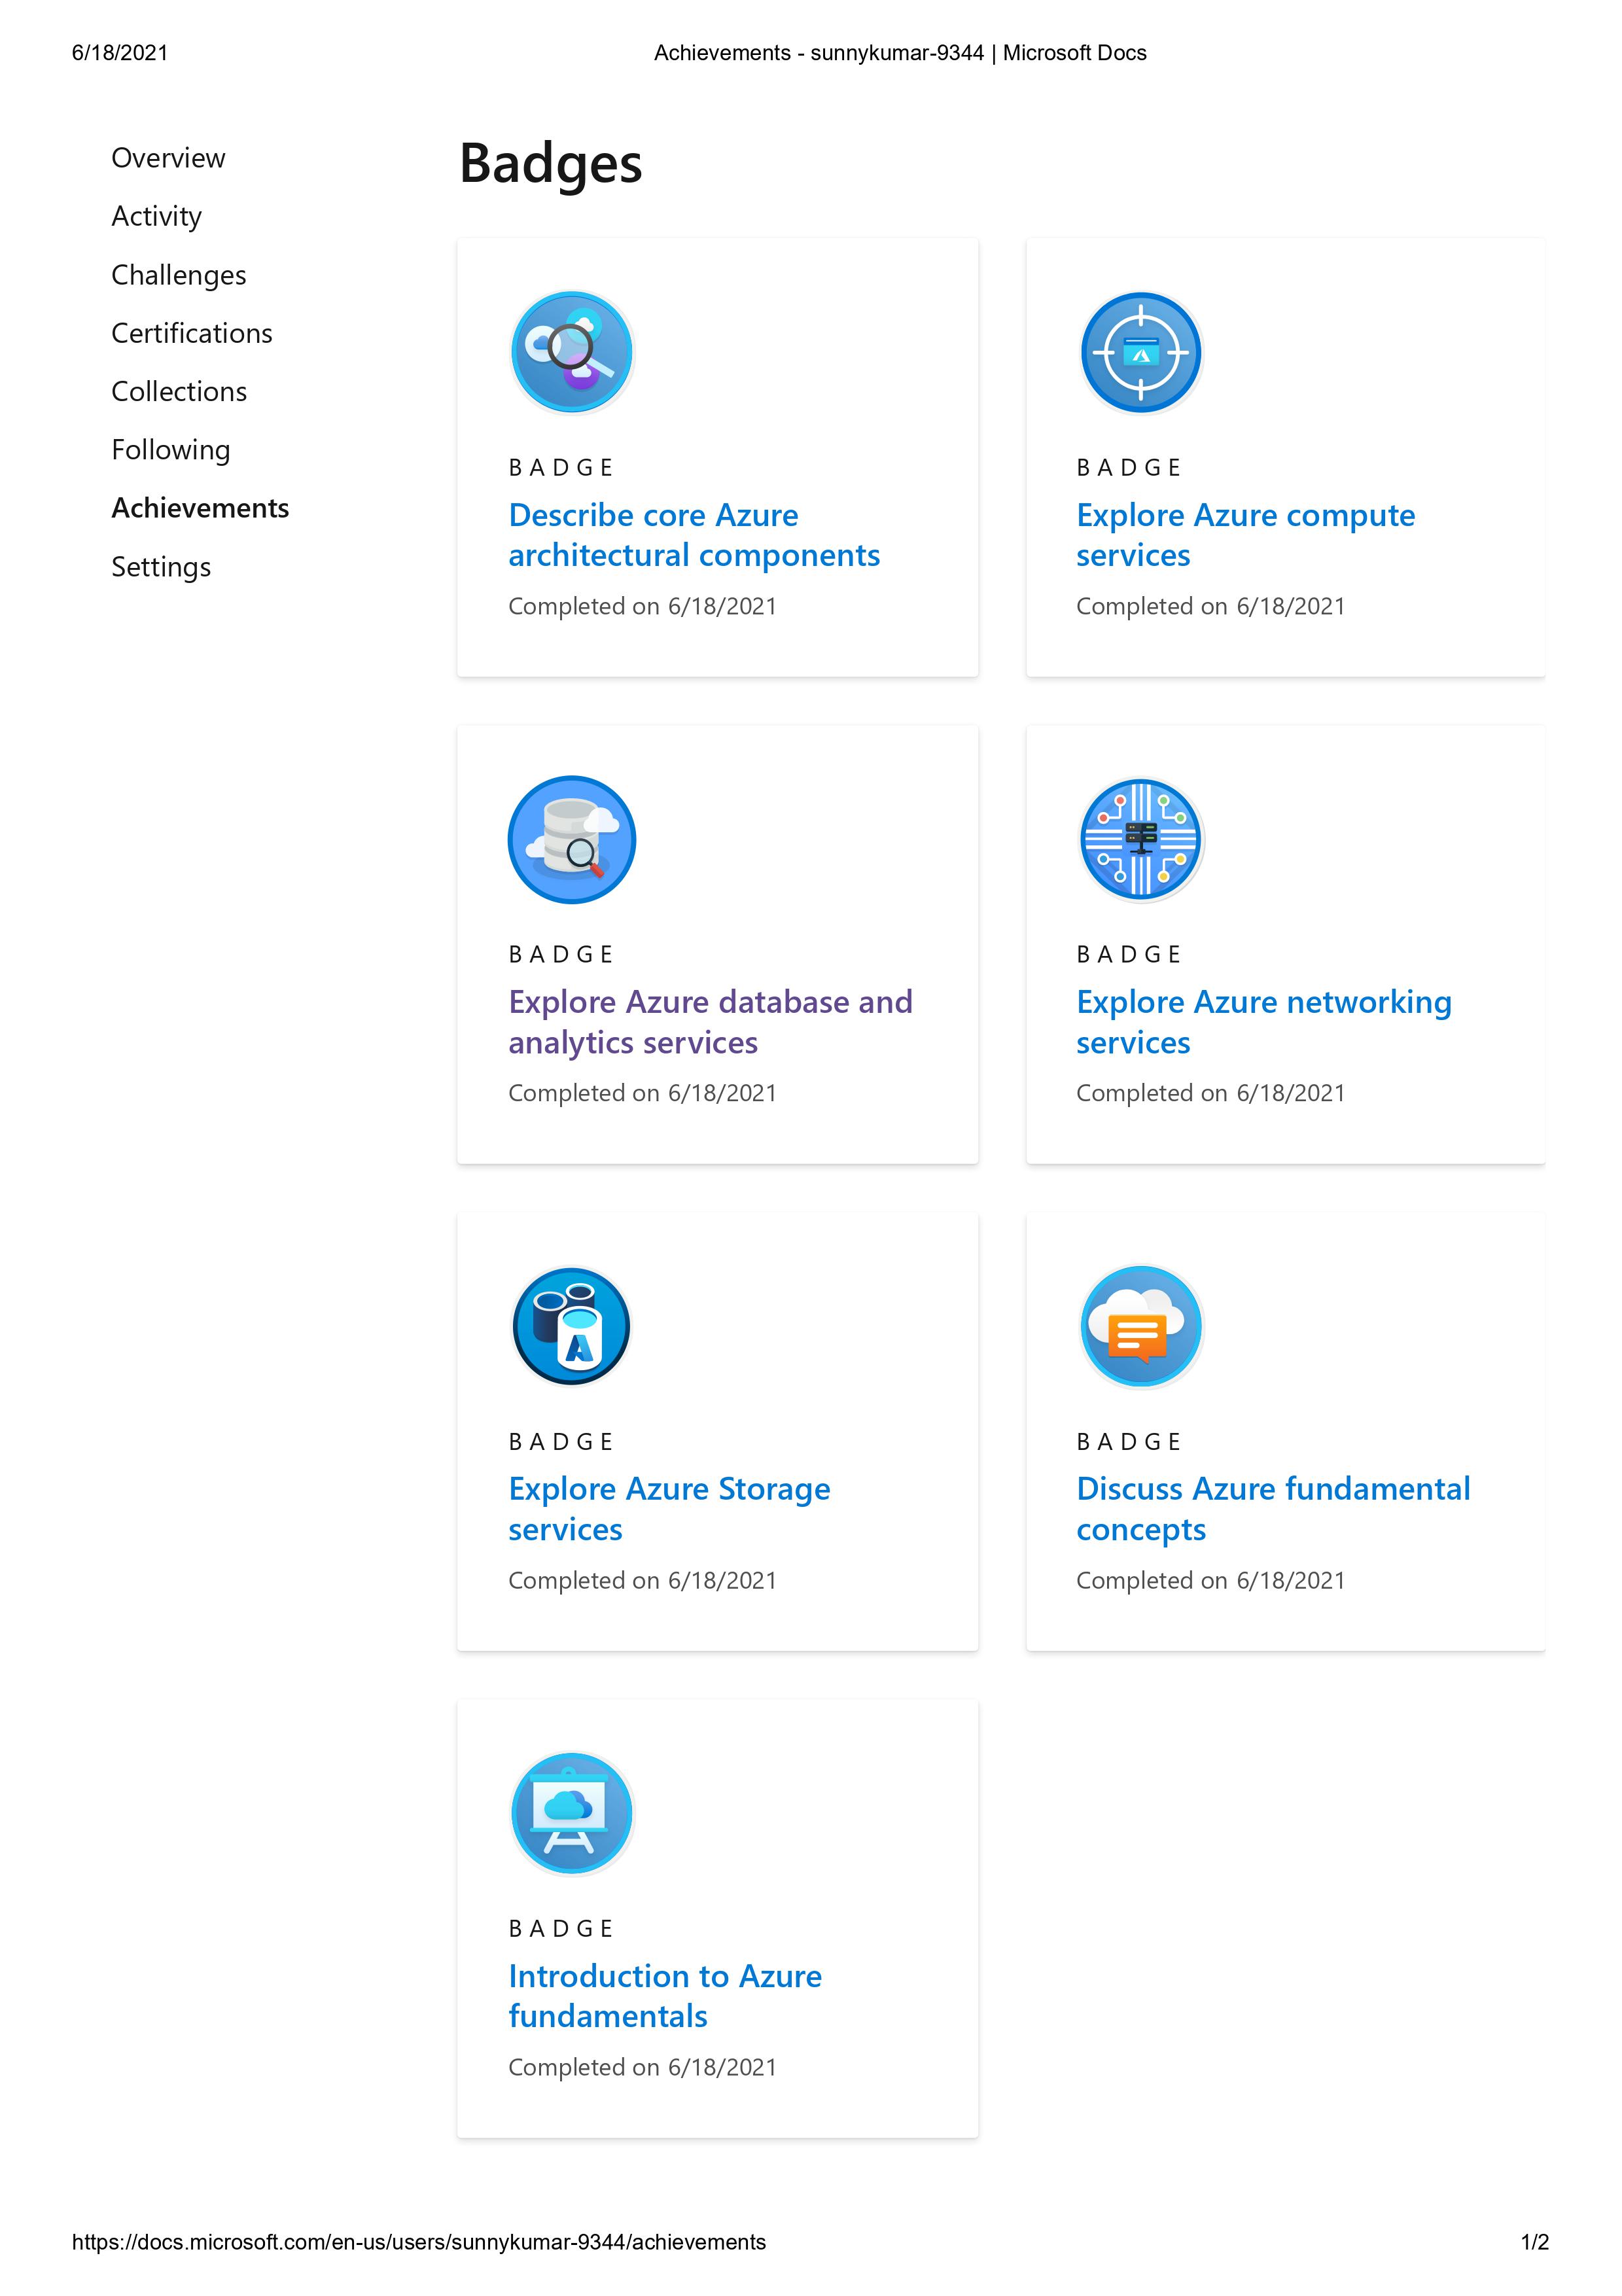 6/18/2021 Achievements - sunnykumar-9344 | Microsoft Docs
Overview
Activity
Challenges
Certifications
Collections
Following
Achievements
Settings
Badges
BADGE
Describe core Azure
architectural components
Completed on 6/18/2021
BADGE
Explore Azure compute
services
Completed on 6/18/2021
BADGE
Explore Azure database and
analytics services
Completed on 6/18/2021
BADGE
Explore Azure networking
services
Completed on 6/18/2021
BADGE
Explore Azure Storage
services
Completed on 6/18/2021
BADGE
Discuss Azure fundamental
concepts
Completed on 6/18/2021
BADGE
Introduction to Azure
fundamentals
Completed on 6/18/2021
https://docs.microsoft.com/en-us/users/sunnykumar-9344/achievements 1/2